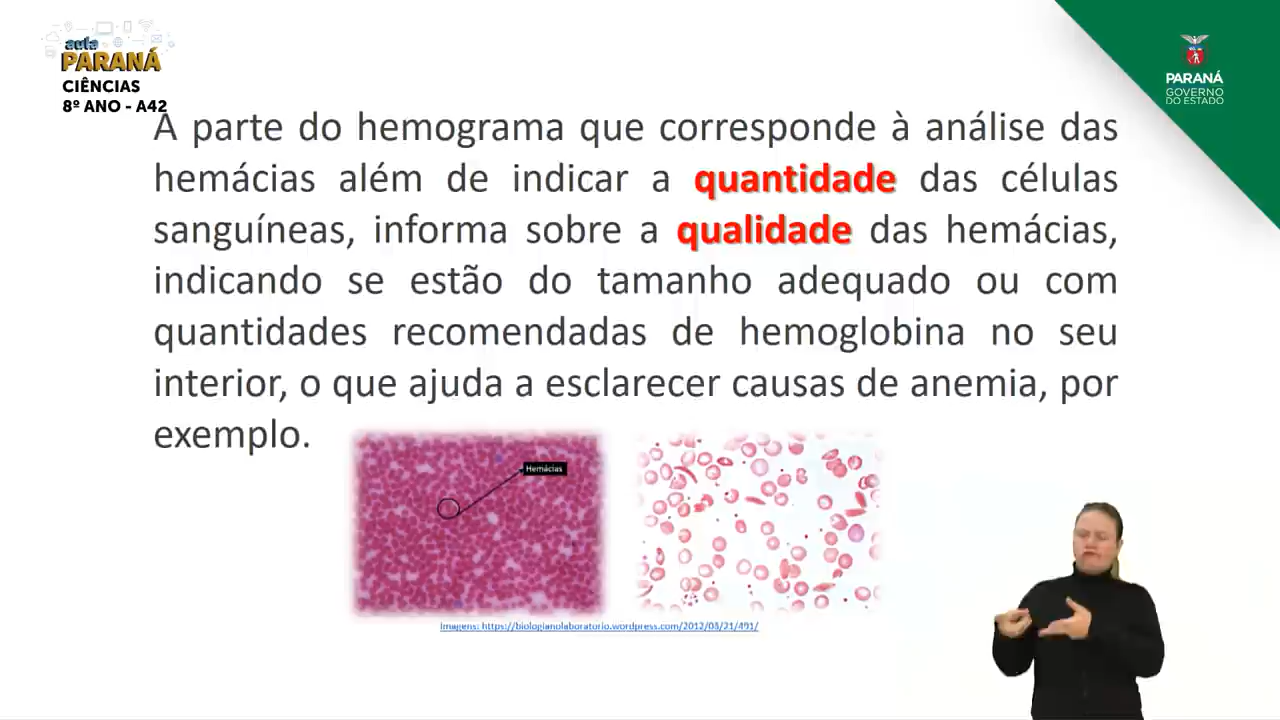 aula
PARANÁ
CIÊNCIAS
8º ANO - A42
PARANÁ
GOVERNO
DO ESTADO
A parte do hemograma que corresponde à análise das
hemácias além de indicar a quantidade das células
sanguíneas, informa sobre a qualidade das hemácias,
indicando se estão do tamanho adequado ou com
quantidades recomendadas de hemoglobina no seu
interior, o que ajuda a esclarecer causas de anemia, por
exemplo.
Hemácias
Imagens: https://biologianolaboratorio.wordpress.com/2012/08/21/491/